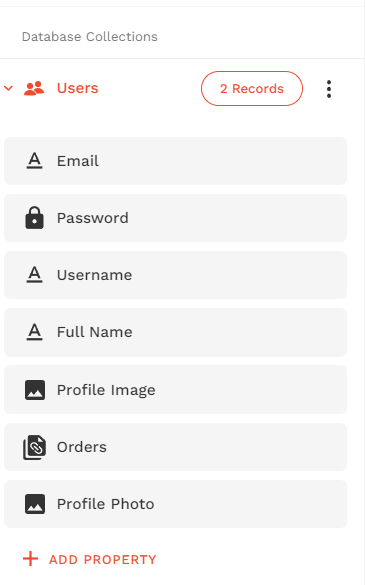 Database Collections
Users
2 Records
Email
Password
Username
Full Name
Profile Image
Orders
Profile Photo
ADD PROPERTY